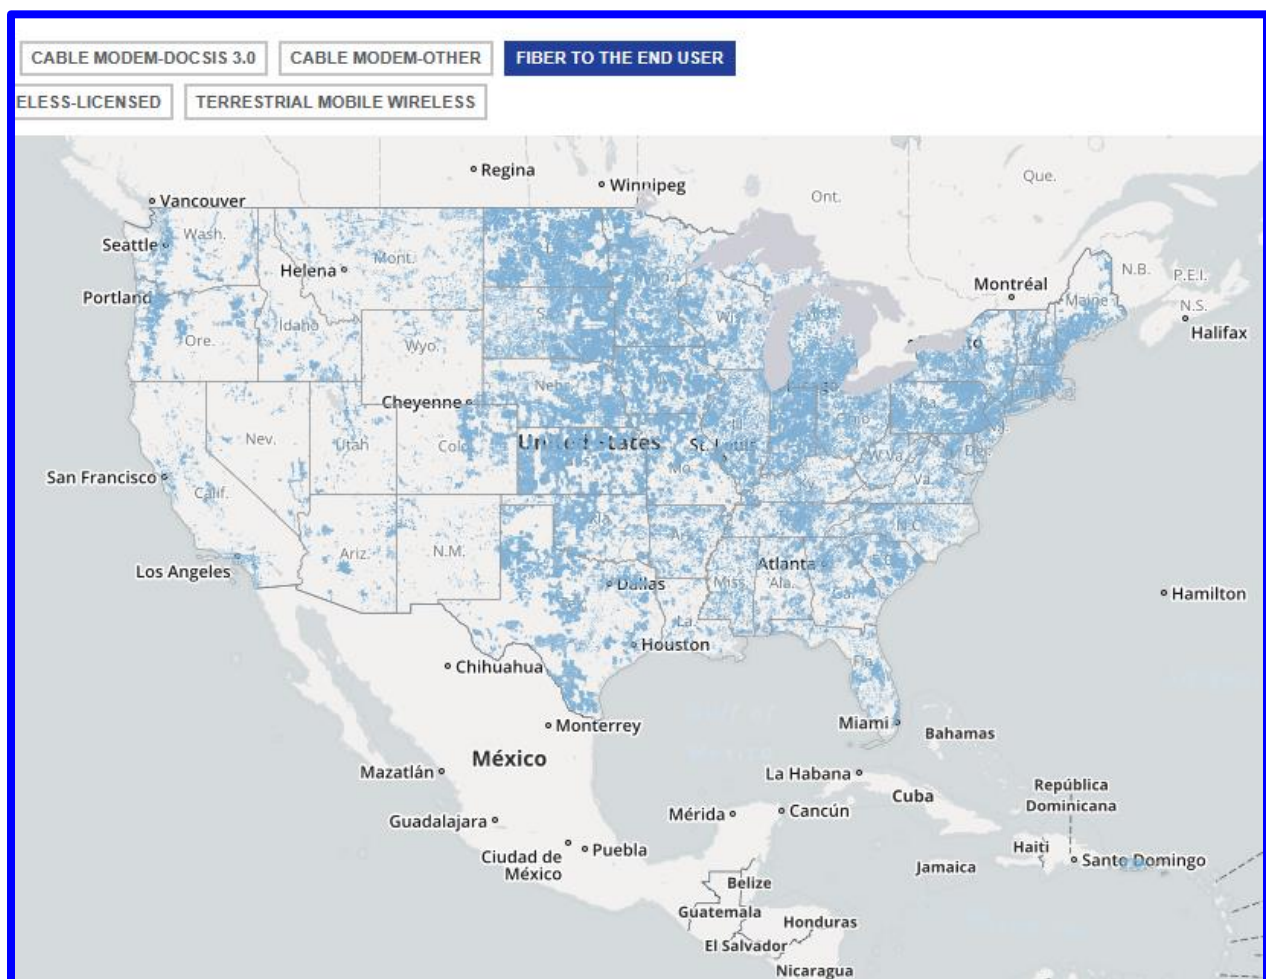 CABLE MODEM-DOCSIS 3.0 CABLE MODEM-OTHER FIBER TO THE END USER
ELESS-LICENSED TERRESTRIAL MOBILE WIRELESS
Regina
Winnipeg
Que.
Ont.
Vancouver
Wash.
Seattle
Mont.
Helena
N.B.
P.E.I.
Montréal
Portland
Maine
N.S.
Halifax
Idaho
Ore.
Wyo.
Cheyenne
Nev.
Utah
United States
San Francisco
Calif.
Mo.
W.Va.
Va.
N.C.
Ariz.
N.M.
Los Angeles
Atlanta
Dallas
Miss.
Ala.
Hamilton
La.
Houston
Chihuahua
Fla.
Monterrey
Miami
Bahamas
México
Mazatlán
La Habana
Cuba
República
Dominicana
Guadalajara
Mérida
Cancún
Ciudad de
México
Puebla
Haiti
Jamaica
Santo Domingo
Belize
Guatemala
Honduras
El Salvador
Nicaragua